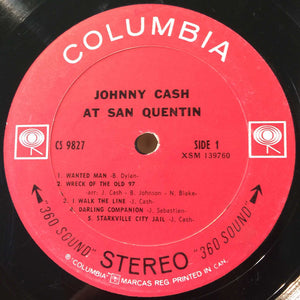 COLUMBIA
JOHNNY CASH
AT SAN QUENTIN
CS 9827
SIDE 1
XSM 139760
1. WANTED MAN -B. Dylan-
2. WRECK OF THE OLD 97
-arr.: J. Cash - B. Johnson - N. Blake-
3. I WALK THE LINE -J. Cash-
4. DARLING COMPANION -J. Sebastien-
5. STARKVILLE CITY JAIL -J. Cash-
"360 SOUND" STEREO "360 SOUND"
® "COLUMBIA", MARCAS REG. PRINTED IN CAN.